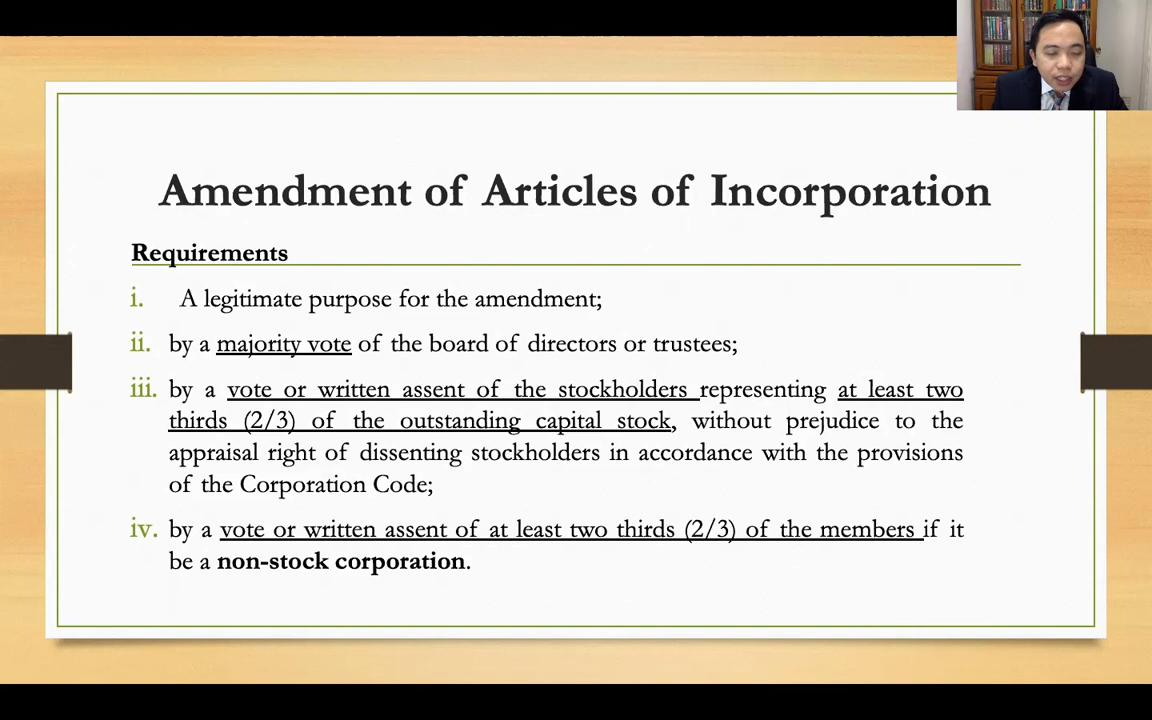 Amendment of Articles of Incorporation
Requirements
i. A legitimate purpose for the amendment;
ii. by a majority vote of the board of directors or trustees;
iii. by a vote or written assent of the stockholders representing at least two
thirds (2/3) of the outstanding capital stock, without prejudice to the
appraisal right of dissenting stockholders in accordance with the provisions
of the Corporation Code;
iv. by a vote or written assent of at least two thirds (2/3) of the members if it
be a non-stock corporation.